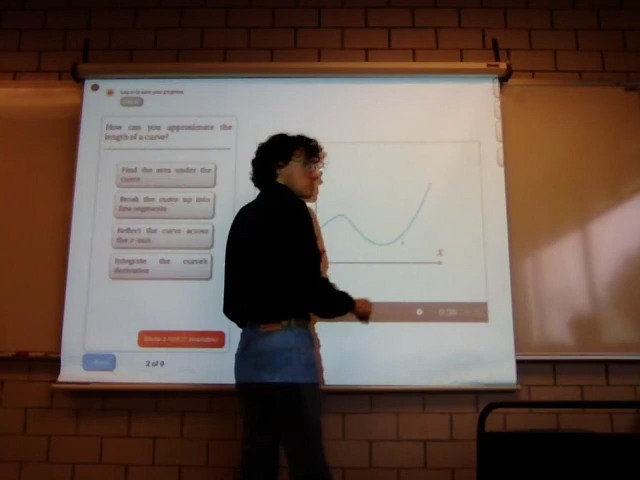 How can you approximate the
length of a curve?
Find the area under the
curve
Break the curve up into
line segments
Reflect the curve across
the x-axis
Integrate the curve's
derivative
2 of 9
x